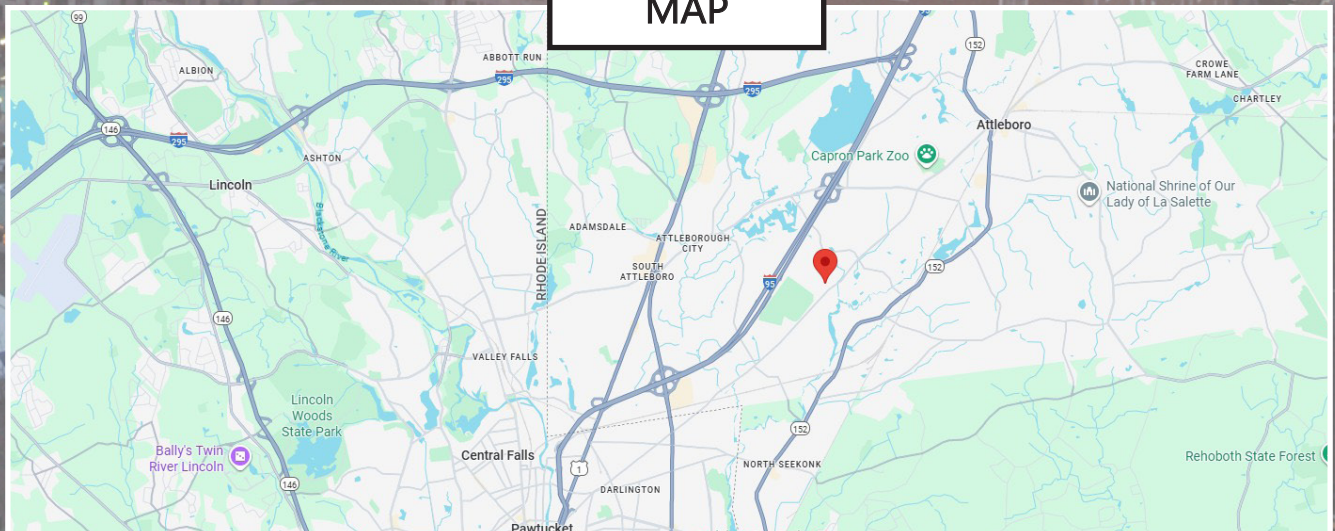 MAP
99
ABBOTT RUN
152
CROWE
FARM LANE
ALBION
295
295
CHARTLEY
146
295
Attleboro
ASHTON
Capron Park Zoo
Lincoln
National Shrine of Our
Lady of La Salette
Blackstone
River
RHODE ISLAND
ADAMSDALE
ATTLEBOROUGH
CITY
SOUTH
ATTLEBORO
152
95
146
VALLEY FALLS
Lincoln
Woods
State Park
152
Bally's Twin
River Lincoln
Central Falls
Rehoboth State Forest
1
NORTH SEEKONK
146
DARLINGTON
Pawtucket